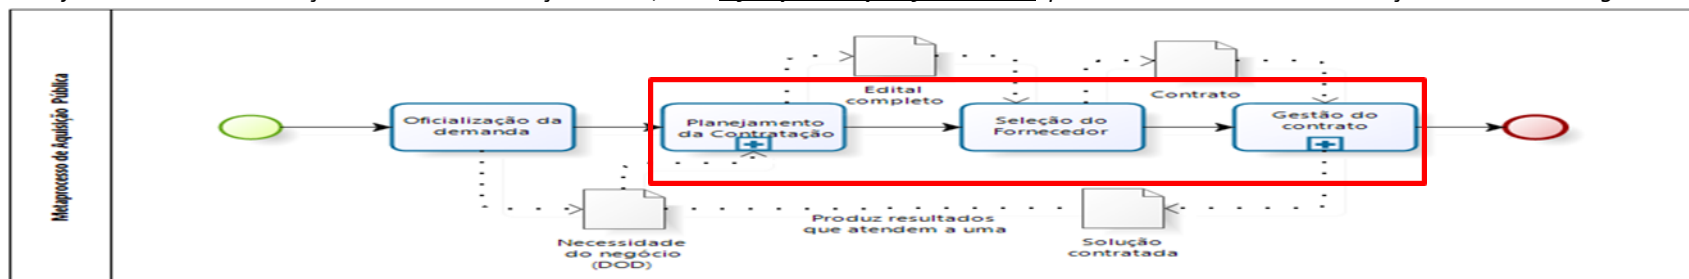 Metaprocesso de Aquisição Pública
Oficialização da
demanda
Planejamento
da Contratação
Edital
completo
Seleção do
Fornecedor
Contrato
Gestão do
contrato
Necessidade
do negócio
(DOD)
Produz resultados
que atendem a uma
Solução
contratada